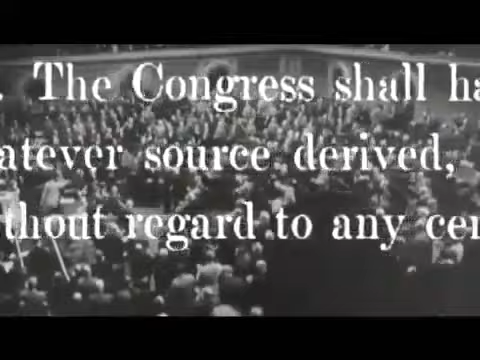 . The Congress shall ha
atever source derived,
thout regard to any cen